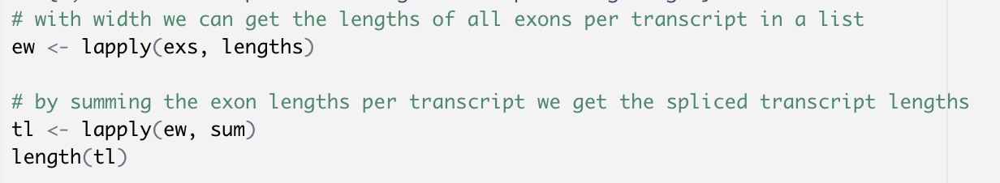 # with width we can get the lengths of all exons per transcript in a list
ew <- lapply(exs, lengths)
# by summing the exon lengths per transcript we get the spliced transcript lengths
tl <- lapply(ew, sum)
length(tl)